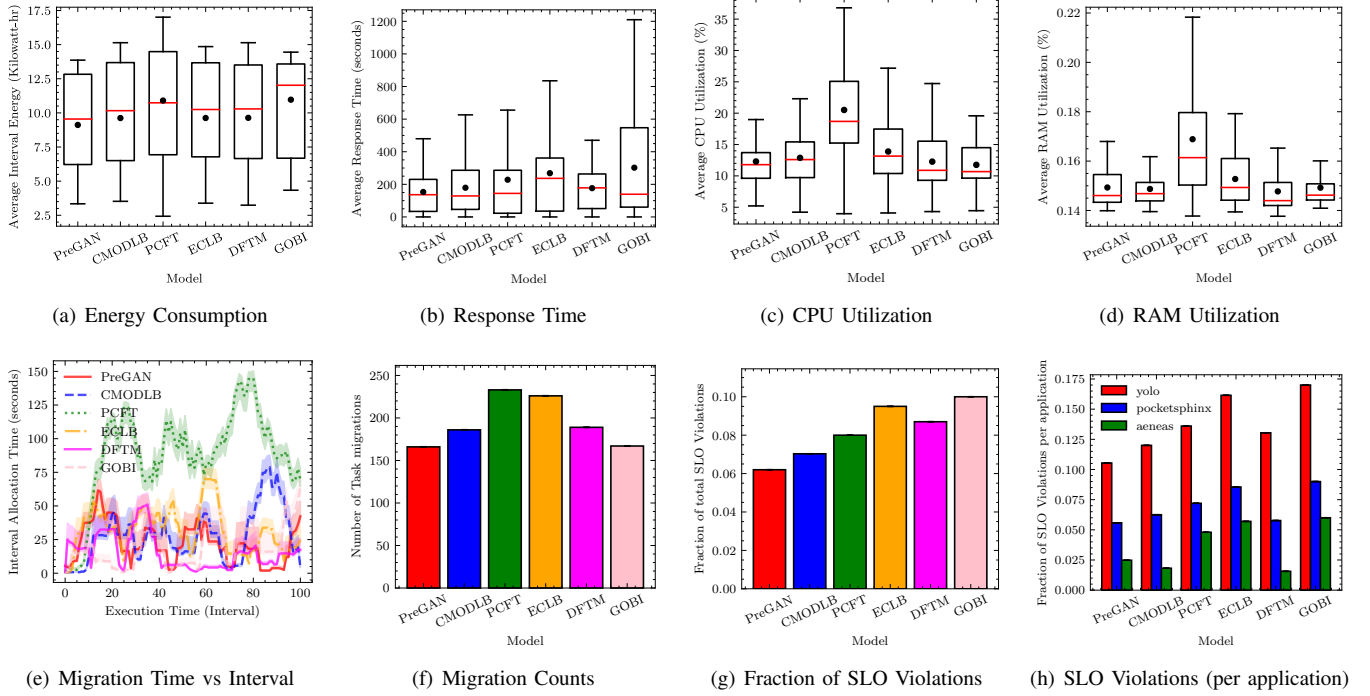 Average Interval Energy (Kilowatt-hr)
17.5
15.0
12.5
10.0
7.5
5.0
2.5
PreGAN
CMODLB
PCFT
ECLB
DFTM
GOBI
Model
(a) Energy Consumption
Average Response Time (seconds)
1200
1000
800
600
400
200
0
PreGAN
CMODLB
PCFT
ECLB
DFTM
GOBI
Model
(b) Response Time
Average CPU Utilization (%)
35
30
25
20
15
10
5
PreGAN
CMODLB
PCFT
ECLB
DFTM
GOBI
Model
(c) CPU Utilization
Average RAM Utilization (%)
0.22
0.20
0.18
0.16
0.14
PreGAN
CMODLB
PCFT
ECLB
DFTM
GOBI
Model
(d) RAM Utilization
Interval Allocation Time (seconds)
150
125
100
75
50
25
0
PreGAN
CMODLB
PCFT
ECLB
DFTM
GOBI
0 20 40 60 80 100
Execution Time (Interval)
(e) Migration Time vs Interval
Number of Task migrations
250
200
150
100
50
0
PreGAN
CMODLB
PCFT
ECLB
DFTM
GOBI
Model
(f) Migration Counts
Fraction of total SLO Violations
0.10
0.08
0.06
0.04
0.02
0.00
PreGAN
CMODLB
PCFT
ECLB
DFTM
GOBI
Model
(g) Fraction of SLO Violations
Fraction of SLO Violations per application
0.175
0.150
0.125
0.100
0.075
0.050
0.025
0.000
yolo
pocketsphinx
aeneas
PreGAN
CMODLB
PCFT
ECLB
DFTM
GOBI
Model
(h) SLO Violations (per application)